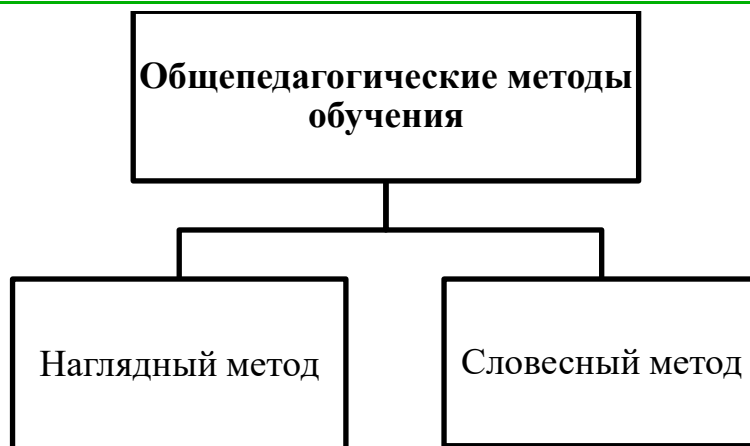 Общепедагогические методы
обучения
Наглядный метод
Словесный метод